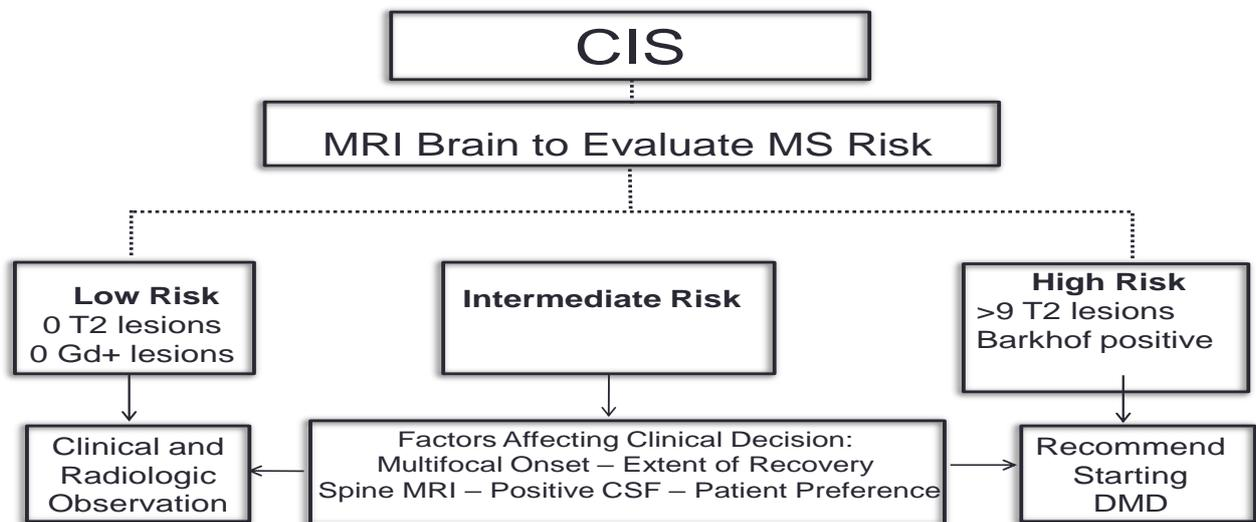 CIS
MRI Brain to Evaluate MS Risk
Low Risk
0 T2 lesions
0 Gd+ lesions
Intermediate Risk
High Risk
>9 T2 lesions
Barkhof positive
Clinical and
Radiologic
Observation
Factors Affecting Clinical Decision:
Multifocal Onset – Extent of Recovery
Spine MRI – Positive CSF – Patient Preference
Recommend
Starting
DMD